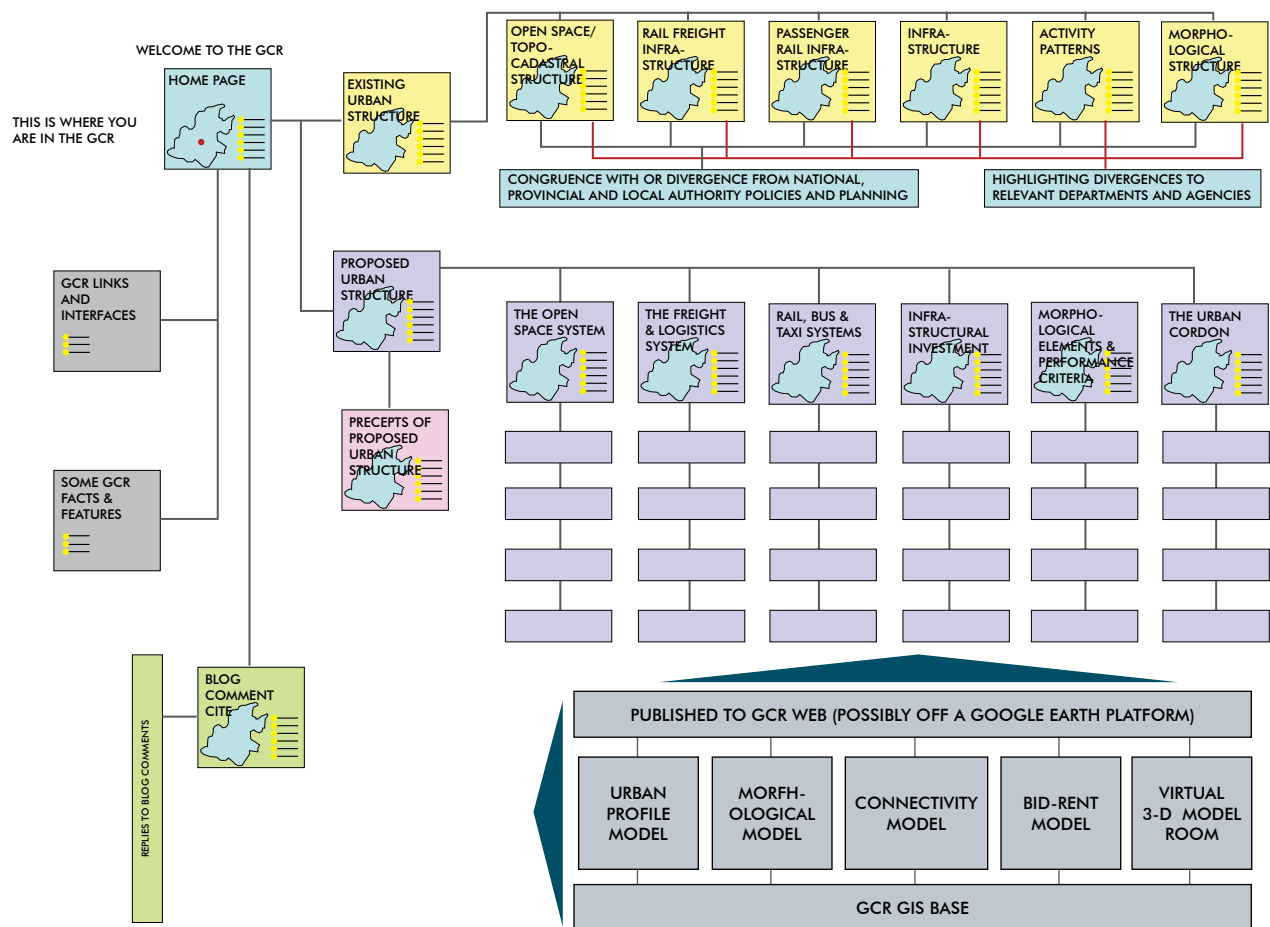 WELCOME TO THE GCR
HOME PAGE
THIS IS WHERE YOU
ARE IN THE GCR
EXISTING
URBAN
STRUCTURE
OPEN SPACE/
TOPO-
CADASTRAL
STRUCTURE
RAIL FREIGHT
INFRA-
STRUCTURE
PASSENGER
RAIL INFRA-
STRUCTURE
INFRA-
STRUCTURE
ACTIVITY
PATTERNS
MORPHO-
LOGICAL
STRUCTURE
CONGRUENCE WITH OR DIVERGENCE FROM NATIONAL,
PROVINCIAL AND LOCAL AUTHORITY POLICIES AND PLANNING
HIGHLIGHTING DIVERGENCES TO
RELEVANT DEPARTMENTS AND AGENCIES
GCR LINKS
AND
INTERFACES
PROPOSED
URBAN
STRUCTURE
THE OPEN
SPACE SYSTEM
THE FREIGHT
& LOGISTICS
SYSTEM
RAIL, BUS &
TAXI SYSTEMS
INFRA-
STRUCTURAL
INVESTMENT
MORPHO-
LOGICAL
ELEMENTS &
PERFORMANCE
CRITERIA
THE URBAN
CORDON
PRECEPTS OF
PROPOSED
URBAN
STRUCTURE
SOME GCR
FACTS &
FEATURES
BLOG
COMMENT
CITE
REPLIES TO BLOG COMMENTS
PUBLISHED TO GCR WEB (POSSIBLY OFF A GOOGLE EARTH PLATFORM)
URBAN
PROFILE
MODEL
MORFH-
OLOGICAL
MODEL
CONNECTIVITY
MODEL
BID-RENT
MODEL
VIRTUAL
3-D MODEL
ROOM
GCR GIS BASE